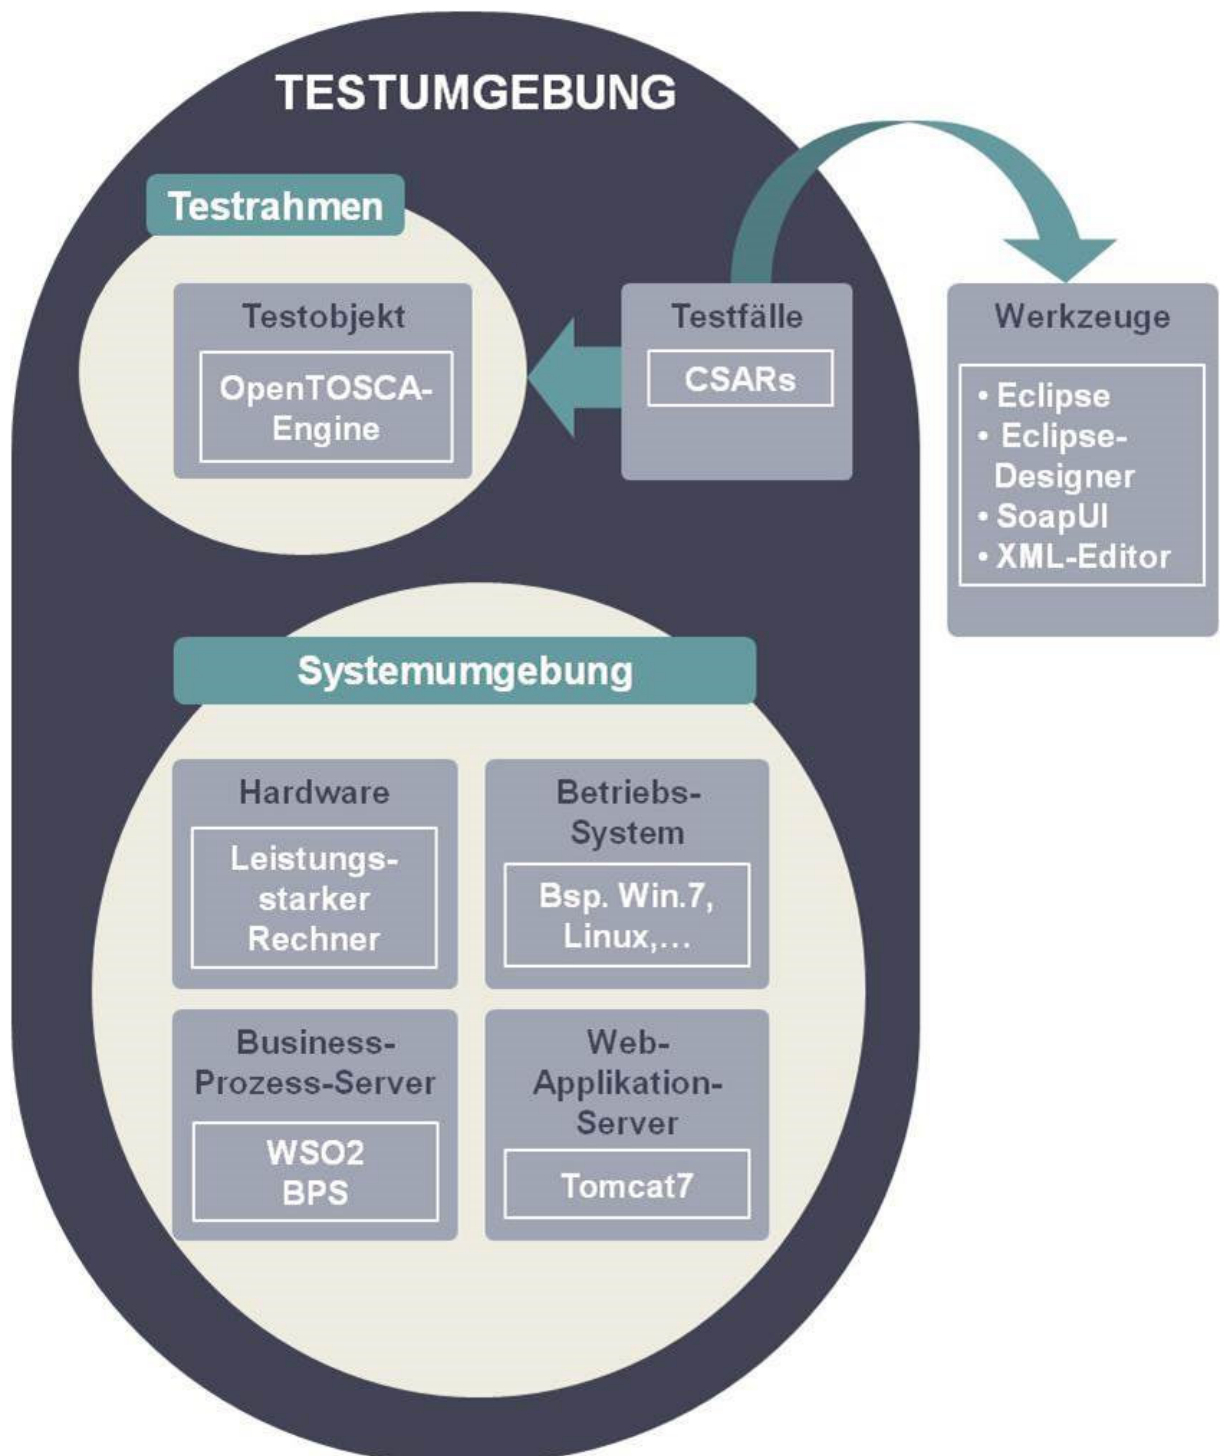 TESTUMGEBUNG
Testrahmen
Testobjekt
OpenTOSCA-
Engine
Testfälle
CSARs
Werkzeuge
• Eclipse
• Eclipse-
Designer
• SoapUI
• XML-Editor
Systemumgebung
Hardware
Leistungs-
starker
Rechner
Betriebs-
System
Bsp. Win.7,
Linux,...
Business-
Prozess-Server
WSO2
BPS
Web-
Applikation-
Server
Tomcat7